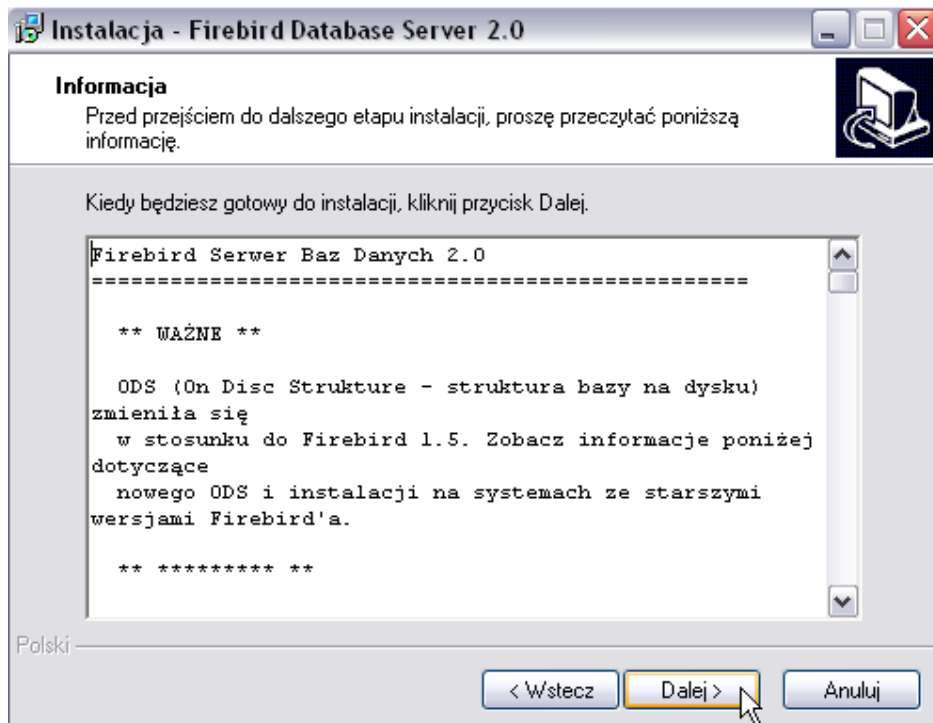 Instalacja - Firebird Database Server 2.0
Informacja
Przed przejściem do dalszego etapu instalacji, proszę przeczytać poniższą
informację.
Kiedy będziesz gotowy do instalacji, kliknij przycisk Dalej.
Firebird Serwer Baz Danych 2.0
==================================================
** WAŻNE **
ODS (On Disc Strukture - struktura bazy na dysku)
zmieniła się
w stosunku do Firebird 1.5. Zobacz informacje poniżej
dotyczące
nowego ODS i instalacji na systemach ze starszymi
wersjami Firebird'a.
** ********* **
Polski
< Wstecz
Dalej >
Anuluj